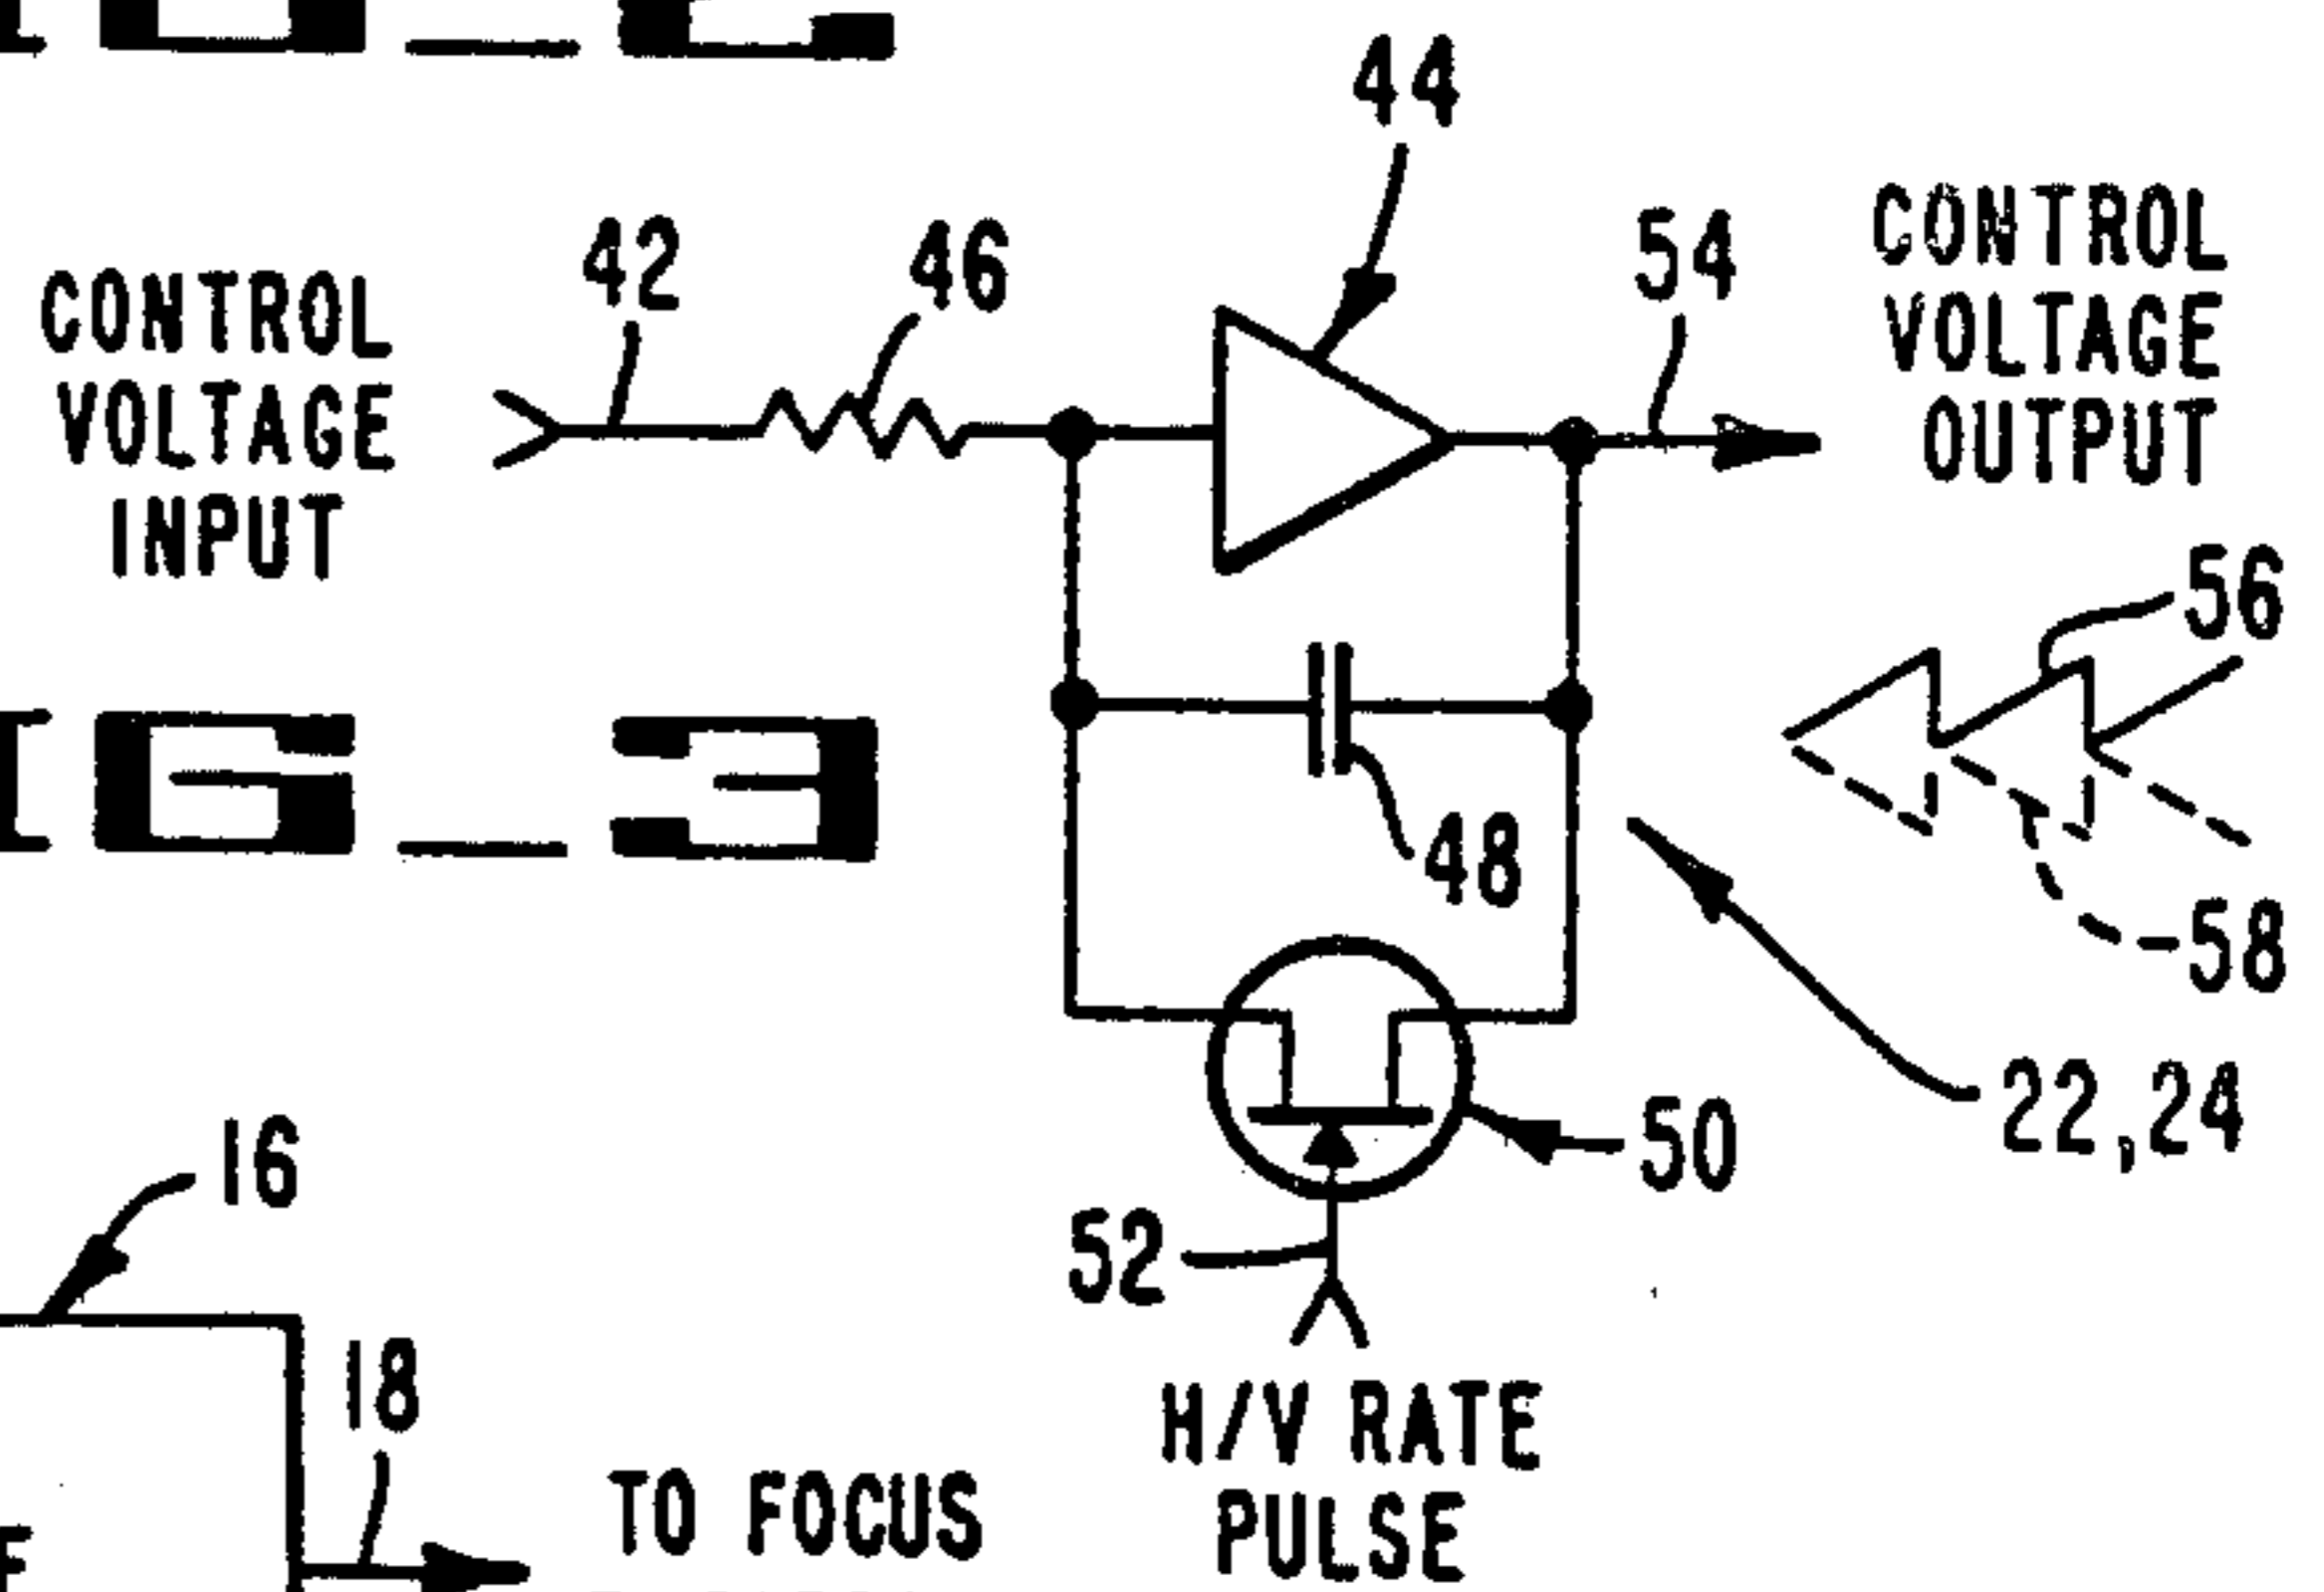 44
CONTROL
VOLTAGE
OUTPUT
42
46
54
CONTROL
VOLTAGE
INPUT
56
IG_3
48
-58
22,24
50
16
52
18
H/V RATE
PULSE
TO FOCUS